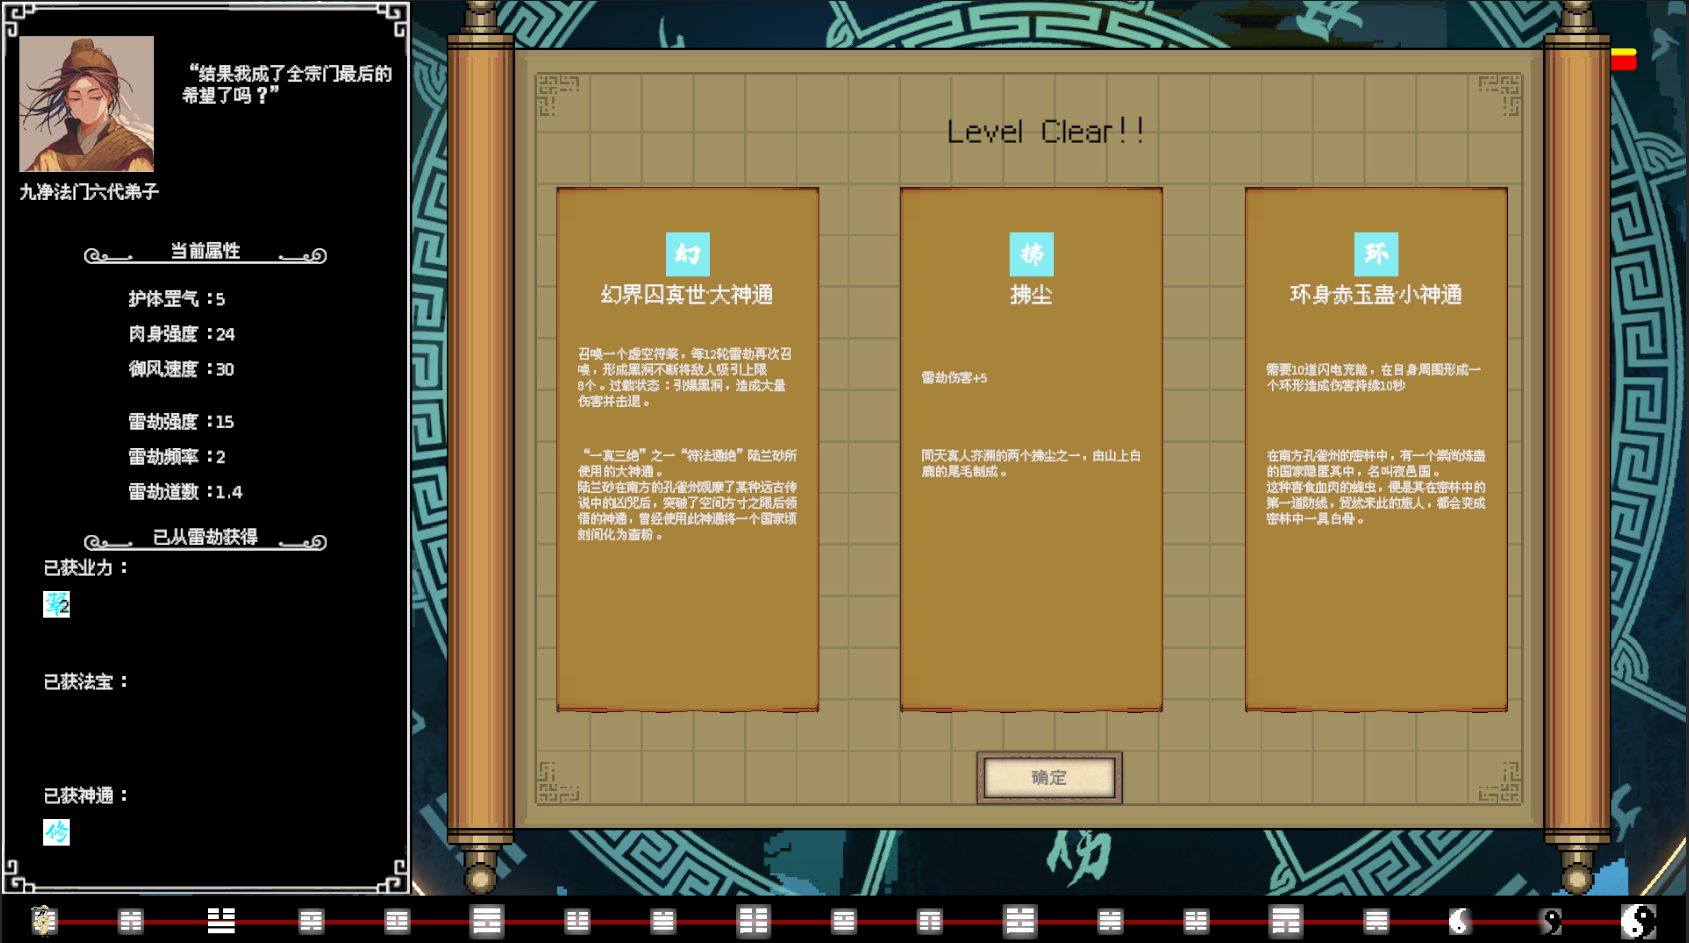 “结果我成了全宗门最后的
希望了吗？”
九净法门六代弟子
当前属性
护体罡气：5
肉身强度：24
御风速度：30
雷劫强度：15
雷劫频率：2
雷劫道数：1.4
已从雷劫获得
已获业力：
2
已获法宝：
已获神通：
修
Level Clear!!
幻
幻界囚真世·大神通
召唤一个虚空符箓，每12轮雷劫再次召
唤，形成黑洞不断将敌人吸引上限
8个。过载状态：引爆黑洞，造成大量
伤害并击退。
“一真三绝”之一“符法通绝”陆兰砂所
使用的大神通。
陆兰砂在南方的孔雀州观摩了某种远古传
说中的凶咒后，突破了空间方寸之限后领
悟的神通，曾经使用此神通将一个国家顷
刻间化为齑粉。
拂
拂尘
雷劫伤害+5
同天真人齐渊的两个拂尘之一，由山上白
鹿的尾毛制成。
环
环身赤玉蛊·小神通
需要10道闪电充能，在自身周围形成一
个环形造成伤害持续10秒
在南方孔雀州的密林中，有一个崇尚炼蛊
的国家隐匿其中，名叫夜邑国。
这种喜食血肉的蜂虫，便是其在密林中的
第一道防线，贸然来此的旅人，都会变成
密林中一具白骨。
确定